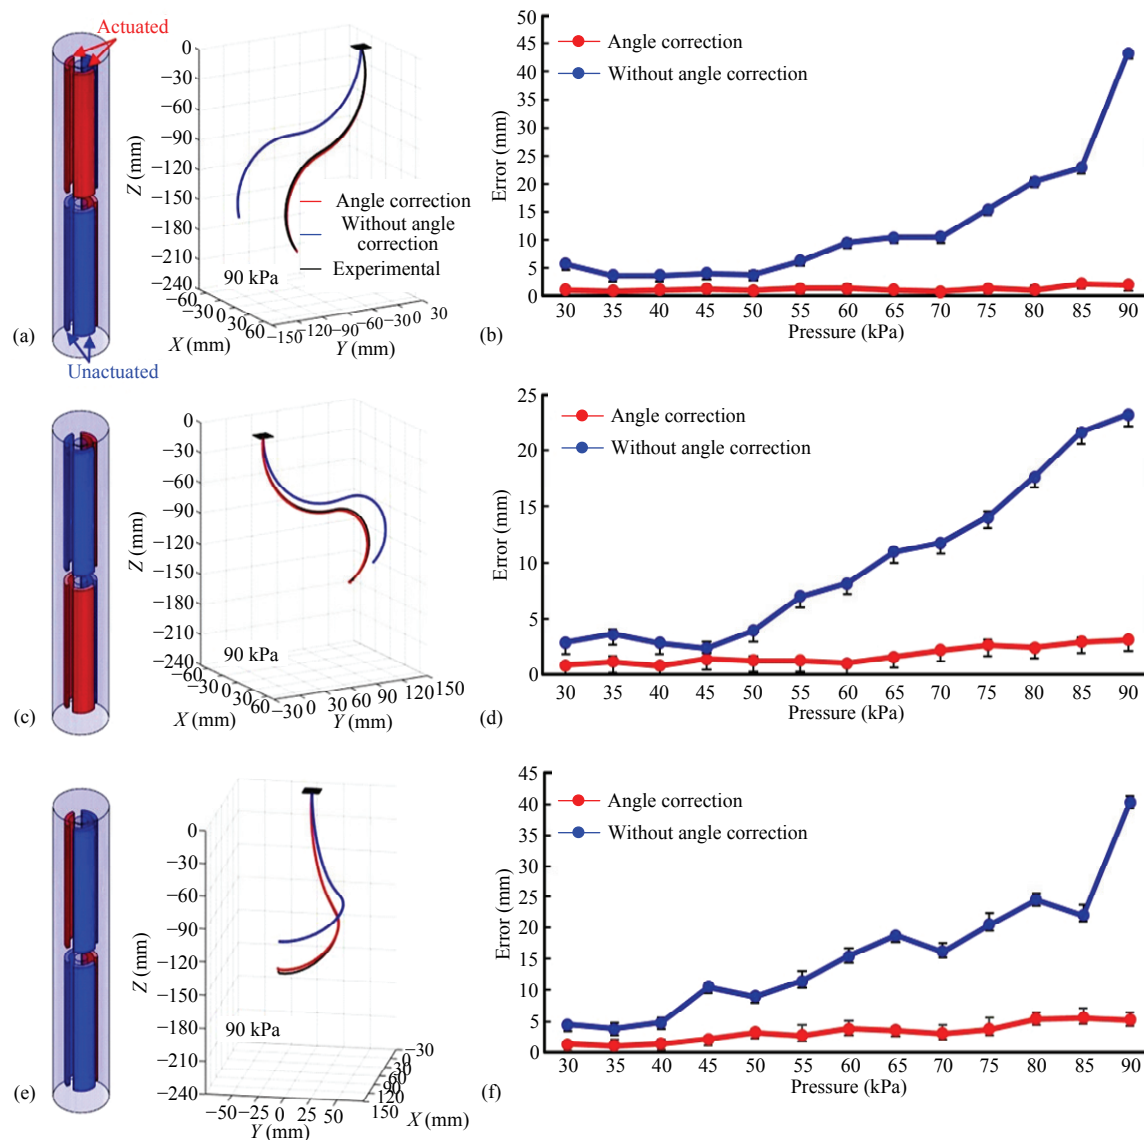 Actuated
Unactuated
(a)
0
−30
−60
−90
−120
−150
−180
−210
−240
Z (mm)
Angle correction
Without angle
correction
Experimental
90 kPa
−60
−30
0
30
60
X (mm)
−150
−120
−90
−60
−30
0
30
Y (mm)
(b)
50
45
40
35
30
25
20
15
10
5
0
Error (mm)
Angle correction
Without angle correction
30 35 40 45 50 55 60 65 70 75 80 85 90
Pressure (kPa)
(c)
0
−30
−60
−90
−120
−150
−180
−210
−240
Z (mm)
90 kPa
−60
−30
0
30
60
X (mm)
−30 0 30 60 90 120 150
Y (mm)
(d)
25
20
15
10
5
0
Error (mm)
Angle correction
Without angle correction
30 35 40 45 50 55 60 65 70 75 80 85 90
Pressure (kPa)
(e)
0
−30
−60
−90
−120
−150
−180
−210
−240
Z (mm)
90 kPa
−50 −25 0 25 50
Y (mm)
−30
0
30
60
90
120
150
X (mm)
(f)
45
40
35
30
25
20
15
10
5
0
Error (mm)
Angle correction
Without angle correction
30 35 40 45 50 55 60 65 70 75 80 85 90
Pressure (kPa)